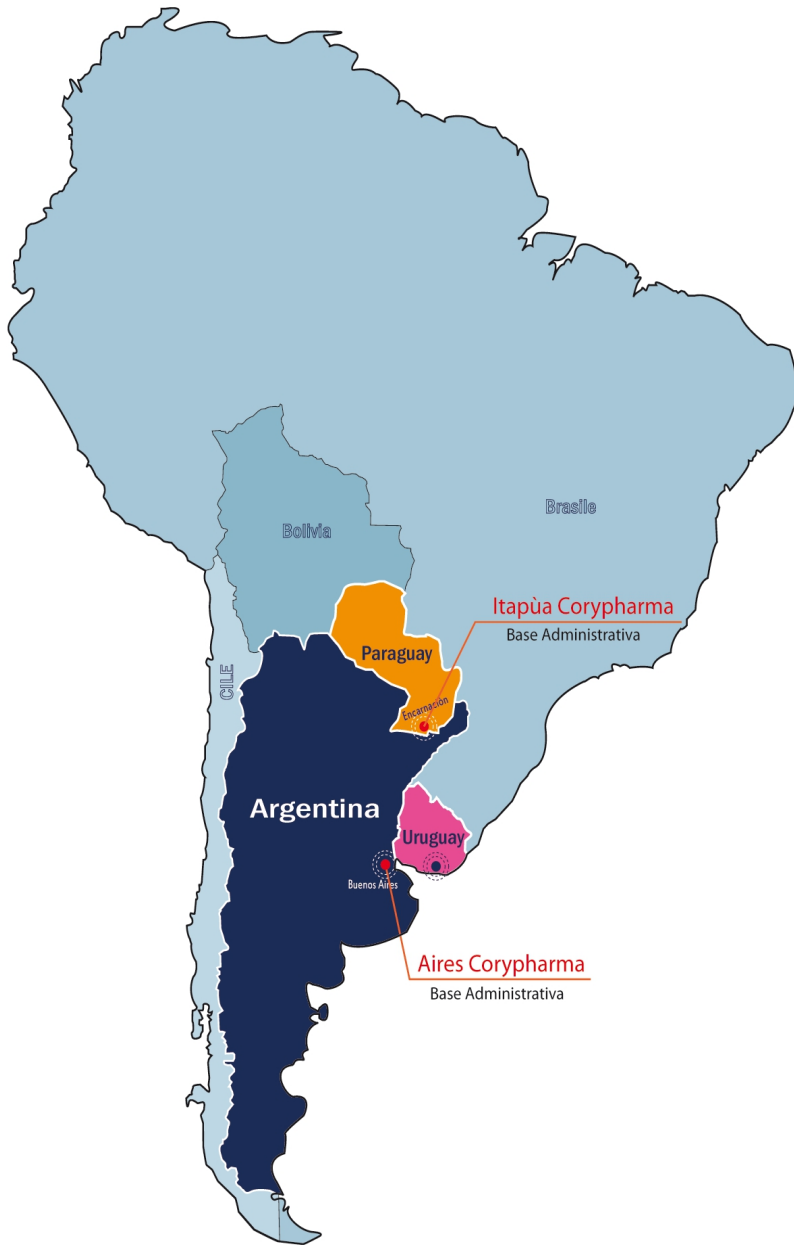 Brasile
Bolivia
Itapùa Corypharma
Base Administrativa
Paraguay
CILE
Encarnación
Argentina
Uruguay
Buenos Aires
Aires Corypharma
Base Administrativa